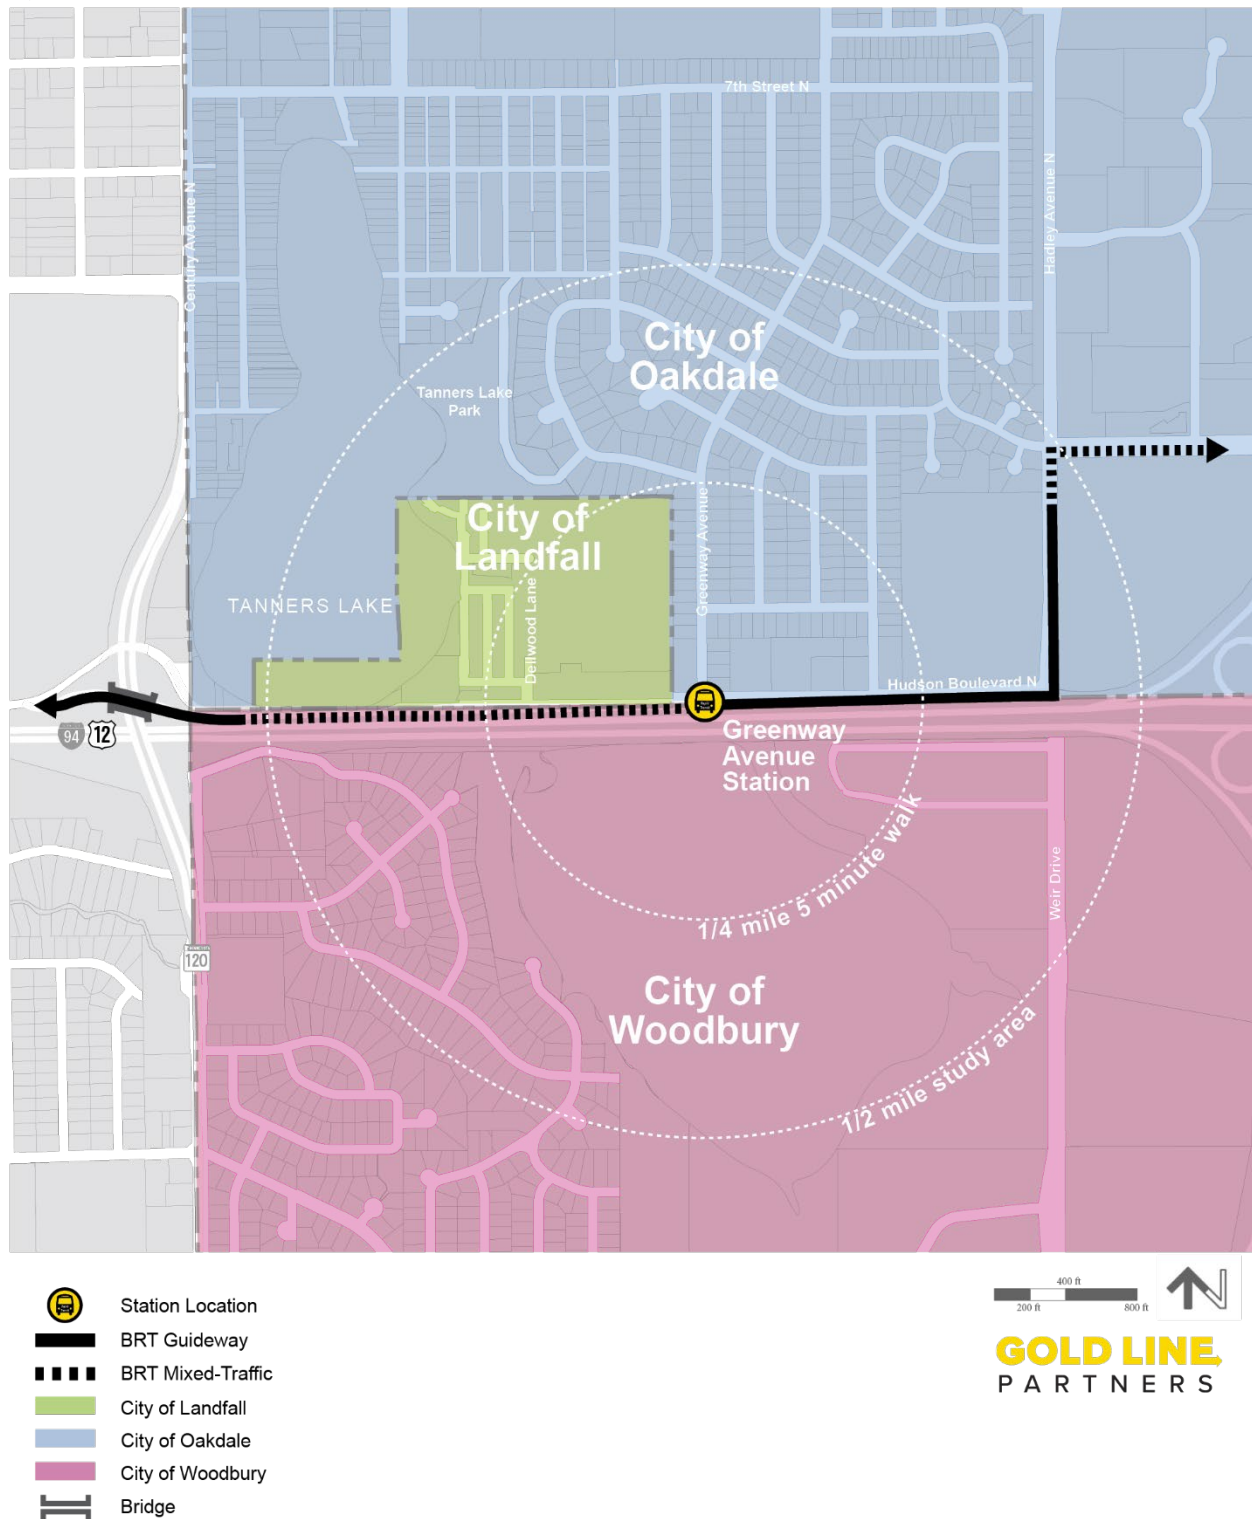 7th Street N
Century Avenue N
Hadley Avenue N
City of
Oakdale
Tanners Lake
Park
City of
Landfall
Greenway Avenue
TANNERS LAKE
Dellwood Lane
Hudson Boulevard N
94
12
Greenway
Avenue
Station
1/4 mile 5 minute walk
Weir Drive
MINNESOTA
120
City of
Woodbury
1/2 mile study area
Station Location
BRT Guideway
BRT Mixed-Traffic
City of Landfall
City of Oakdale
City of Woodbury
Bridge
400 ft
200 ft
800 ft
N
GOLD LINE
PARTNERS